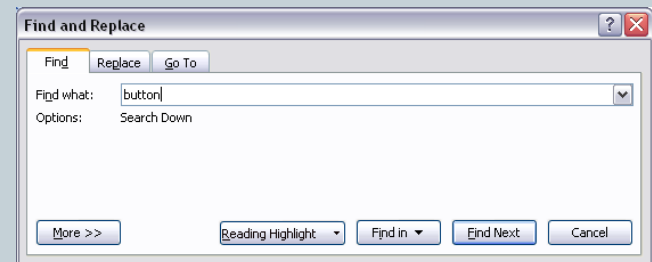 Find and Replace
Find Replace Go To
Find what: button
Options: Search Down
More >> Reading Highlight Find in Find Next Cancel